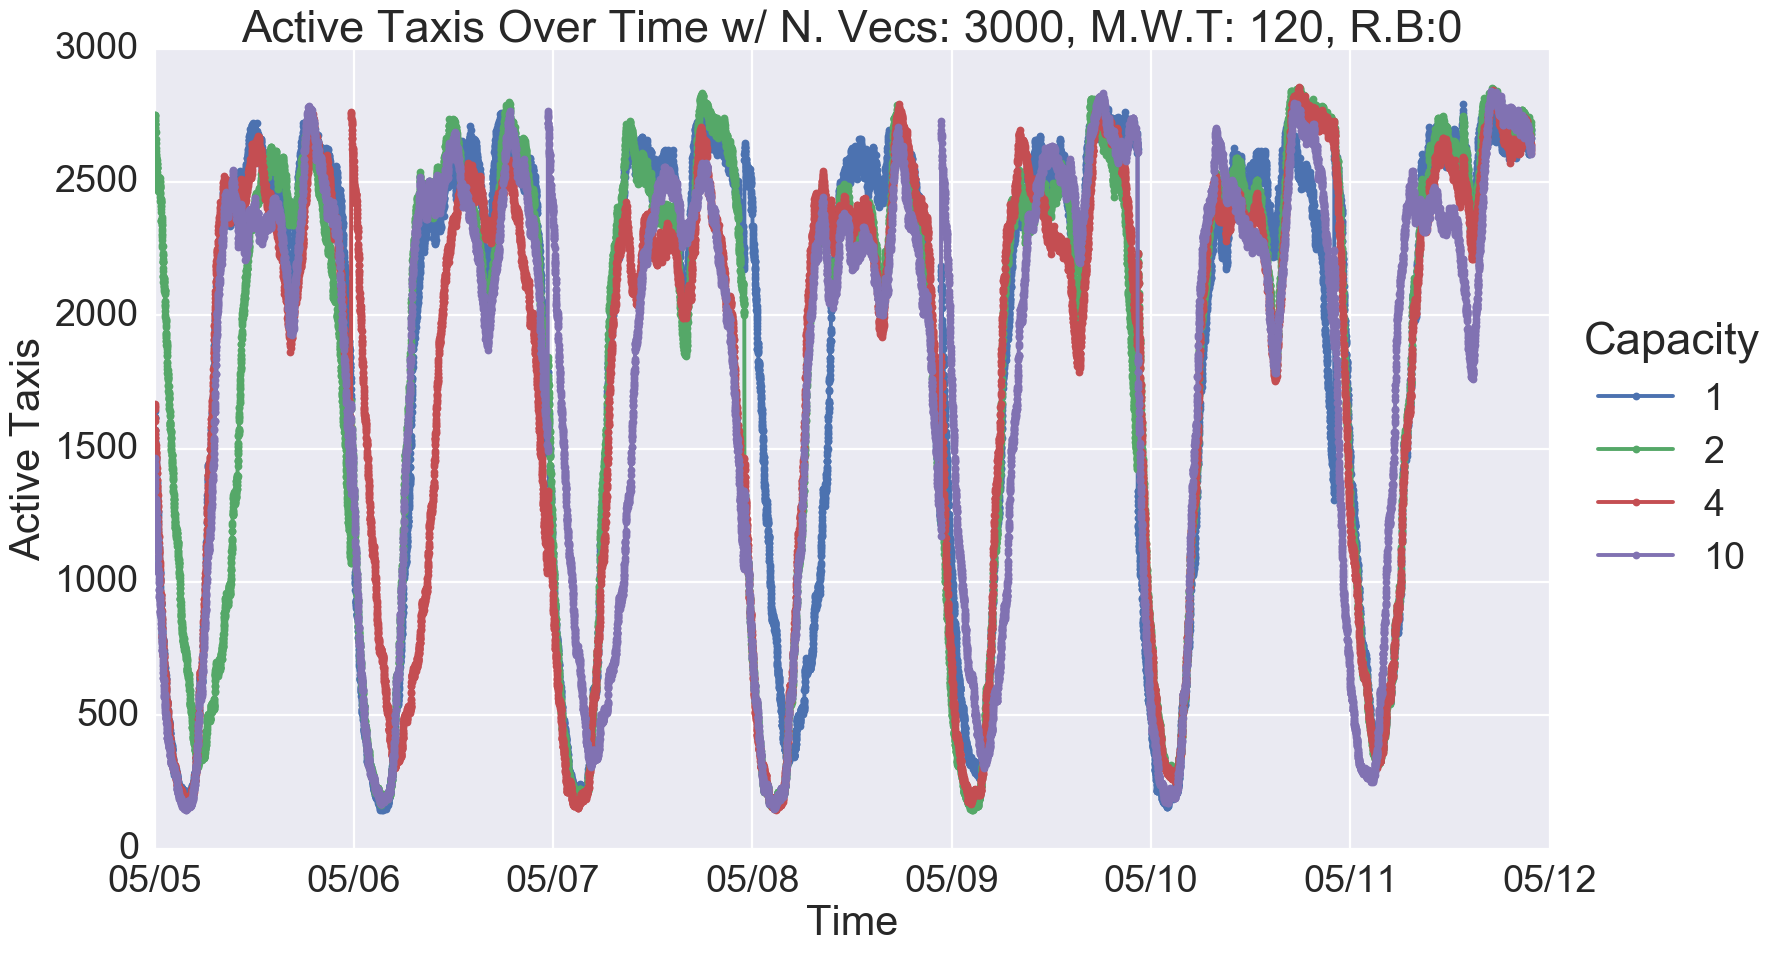 Active Taxis Over Time w/ N. Vecs: 3000, M.W.T: 120, R.B:0
3000
2500
2000
1500
1000
500
0
Active Taxis
05/05 05/06 05/07 05/08 05/09 05/10 05/11 05/12
Time
Capacity
1
2
4
10